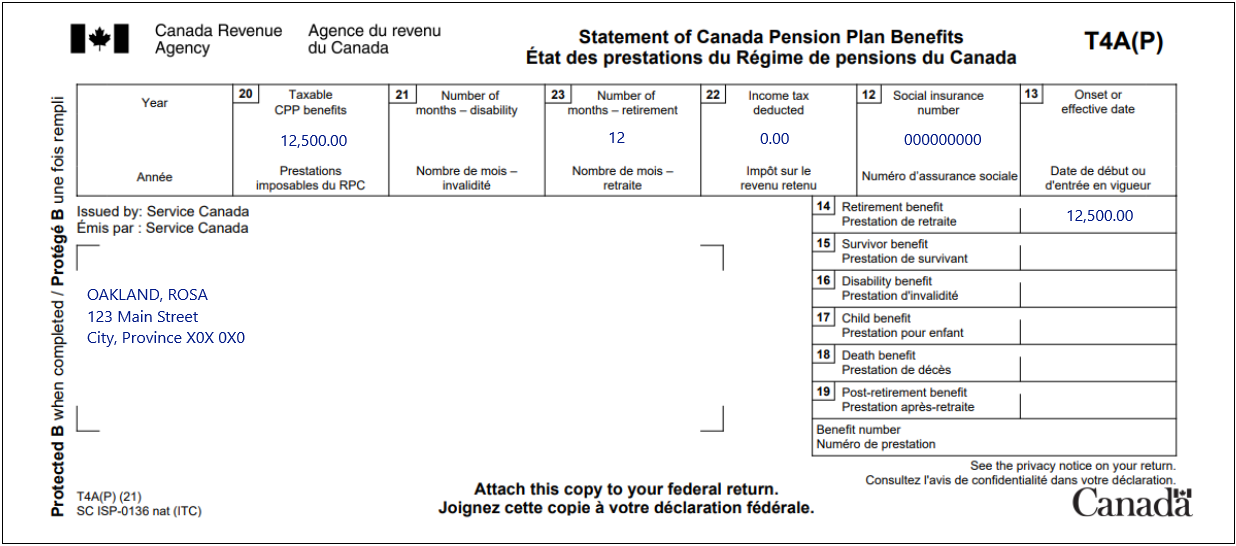 Canada Revenue Agency
Agence du revenu du Canada
Statement of Canada Pension Plan Benefits
État des prestations du Régime de pensions du Canada
T4A(P)
Protected B when completed / Protégé B une fois rempli
Year
Année
20
Taxable
CPP benefits
12,500.00
Prestations
imposables du RPC
21
Number of
months – disability
Nombre de mois –
invalidité
23
Number of
months – retirement
12
Nombre de mois –
retraite
22
Income tax
deducted
0.00
Impôt sur le
revenu retenu
12
Social insurance
number
000000000
Numéro d'assurance sociale
13
Onset or
effective date
Date de début ou
d'entrée en vigueur
Issued by: Service Canada
Émis par : Service Canada
OAKLAND, ROSA
123 Main Street
City, Province X0X 0X0
14 Retirement benefit
Prestation de retraite
12,500.00
15 Survivor benefit
Prestation de survivant
16 Disability benefit
Prestation d'invalidité
17 Child benefit
Prestation pour enfant
18 Death benefit
Prestation de décès
19 Post-retirement benefit
Prestation après-retraite
Benefit number
Numéro de prestation
See the privacy notice on your return.
Consultez l'avis de confidentialité dans votre déclaration.
T4A(P) (21)
SC ISP-0136 nat (ITC)
Attach this copy to your federal return.
Joignez cette copie à votre déclaration fédérale.
Canada